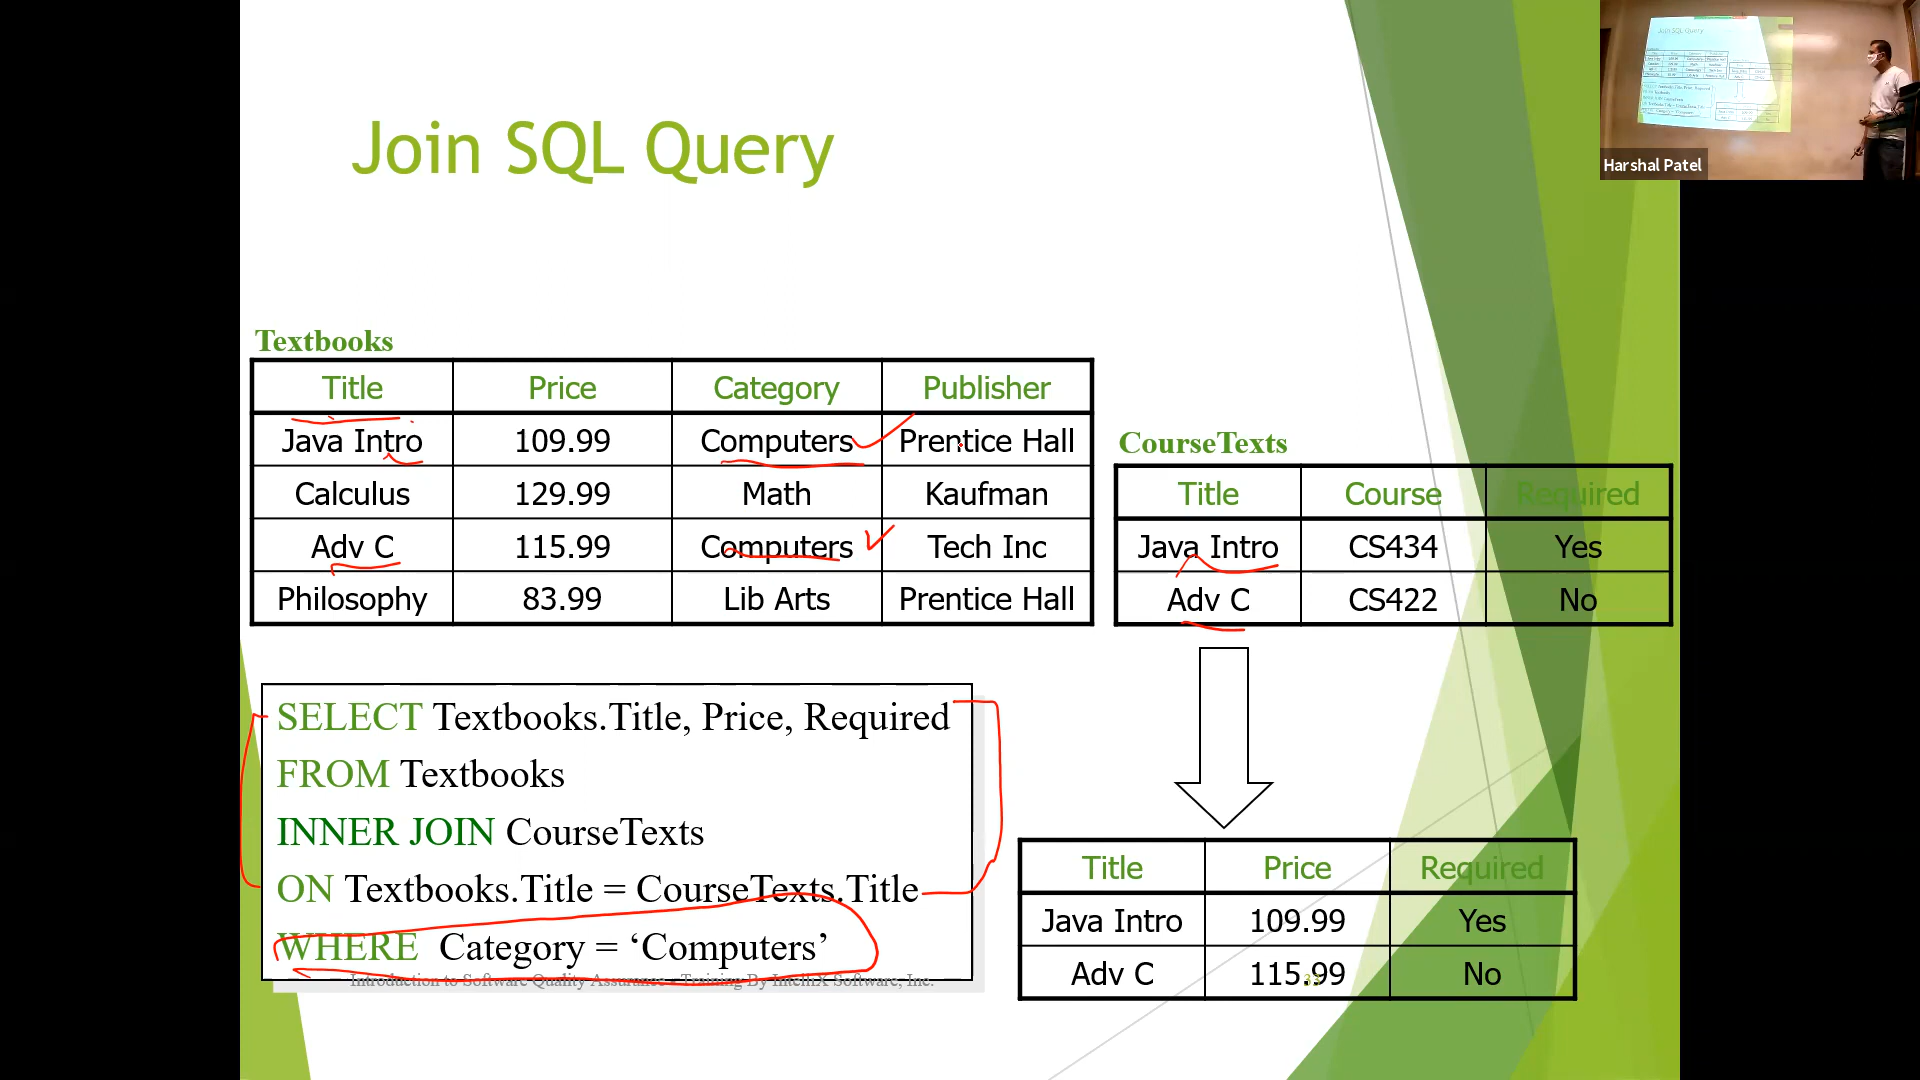 Join SQL Query
Harshal Patel
Textbooks
Title Price Category Publisher
Java Intro 109.99 Computers Prentice Hall
Calculus 129.99 Math Kaufman
Adv C 115.99 Computers Tech Inc
Philosophy 83.99 Lib Arts Prentice Hall
CourseTexts
Title Course Required
Java Intro CS434 Yes
Adv C CS422 No
SELECT Textbooks.Title, Price, Required
FROM Textbooks
INNER JOIN CourseTexts
ON Textbooks.Title = CourseTexts.Title
WHERE Category = ‘Computers’
Introduction to Software Quality Assurance - Training By IntelliX Software, Inc.
Title Price Required
Java Intro 109.99 Yes
Adv C 115.99 No
33